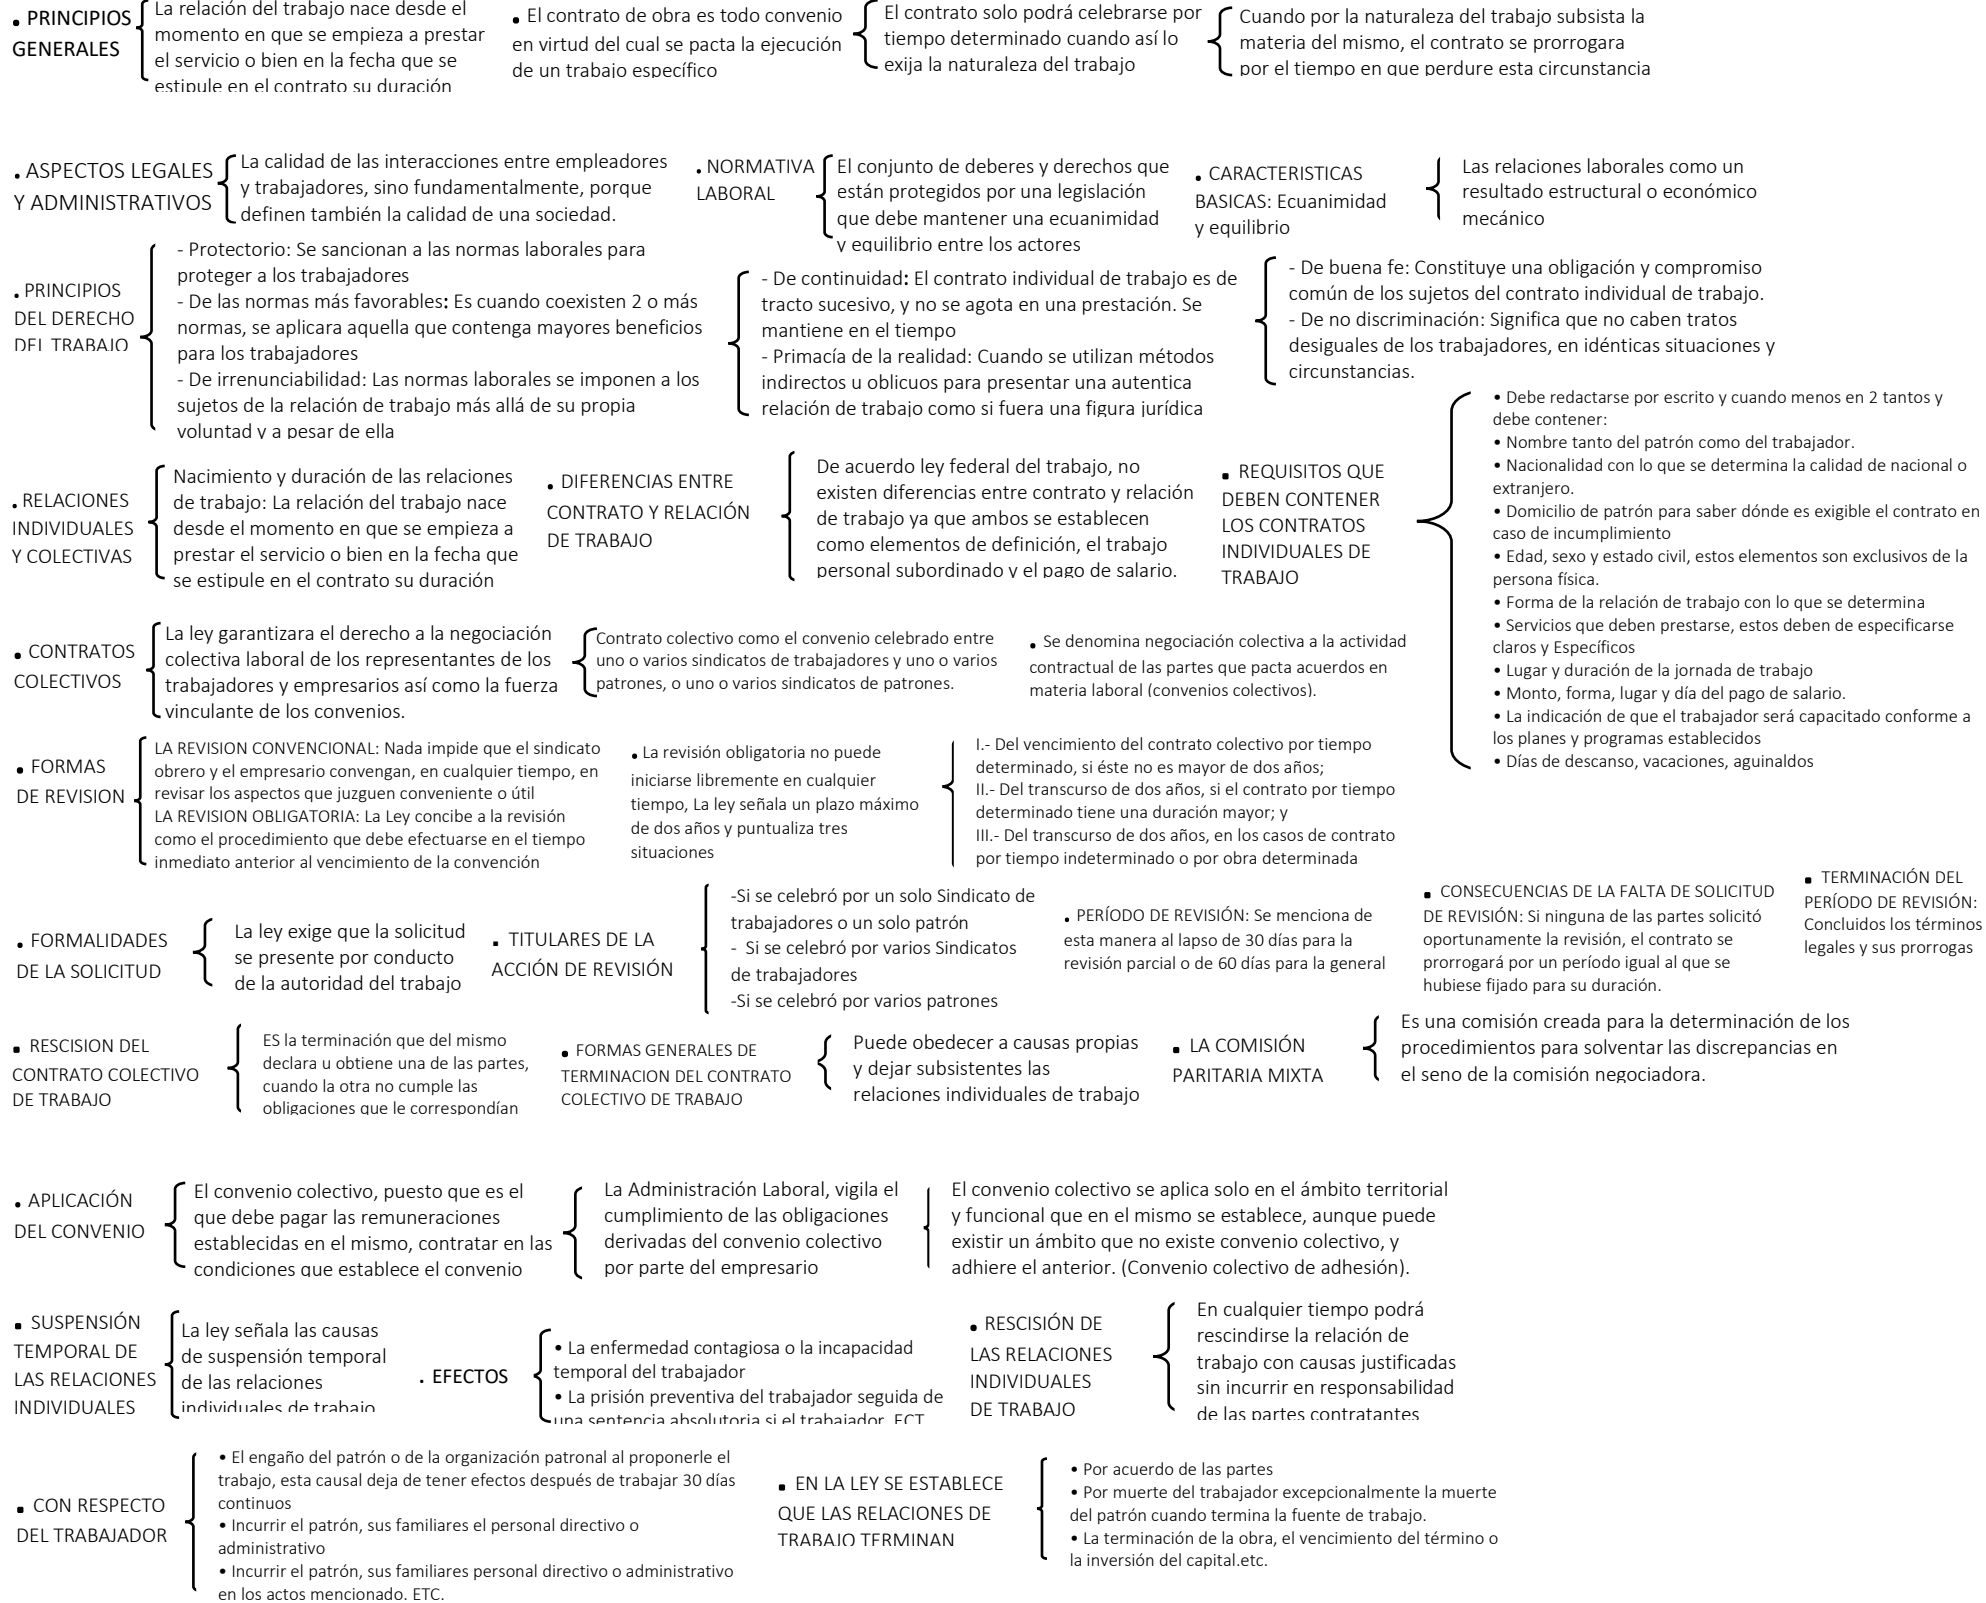 . PRINCIPIOS
GENERALES
La relación del trabajo nace desde el
momento en que se empieza a prestar
el servicio o bien en la fecha que se
estipule en el contrato su duración
. El contrato de obra es todo convenio
en virtud del cual se pacta la ejecución
de un trabajo específico
El contrato solo podrá celebrarse por
tiempo determinado cuando así lo
exija la naturaleza del trabajo
Cuando por la naturaleza del trabajo subsista la
materia del mismo, el contrato se prorrogara
por el tiempo en que perdure esta circunstancia
. ASPECTOS LEGALES
Y ADMINISTRATIVOS
La calidad de las interacciones entre empleadores
y trabajadores, sino fundamentalmente, porque
definen también la calidad de una sociedad.
. NORMATIVA
LABORAL
El conjunto de deberes y derechos que
están protegidos por una legislación
que debe mantener una ecuanimidad
y equilibrio entre los actores
. CARACTERISTICAS
BASICAS: Ecuanimidad
y equilibrio
Las relaciones laborales como un
resultado estructural o económico
mecánico
. PRINCIPIOS
DEL DERECHO
DEL TRABAJO
- Protectorio: Se sancionan a las normas laborales para
proteger a los trabajadores
- De las normas más favorables: Es cuando coexisten 2 o más
normas, se aplicara aquella que contenga mayores beneficios
para los trabajadores
- De irrenunciabilidad: Las normas laborales se imponen a los
sujetos de la relación de trabajo más allá de su propia
voluntad y a pesar de ella
- De continuidad: El contrato individual de trabajo es de
tracto sucesivo, y no se agota en una prestación. Se
mantiene en el tiempo
- Primacía de la realidad: Cuando se utilizan métodos
indirectos u oblicuos para presentar una autentica
relación de trabajo como si fuera una figura jurídica
- De buena fe: Constituye una obligación y compromiso
común de los sujetos del contrato individual de trabajo.
- De no discriminación: Significa que no caben tratos
desiguales de los trabajadores, en idénticas situaciones y
circunstancias.
. RELACIONES
INDIVIDUALES
Y COLECTIVAS
Nacimiento y duración de las relaciones
de trabajo: La relación del trabajo nace
desde el momento en que se empieza a
prestar el servicio o bien en la fecha que
se estipule en el contrato su duración
. DIFERENCIAS ENTRE
CONTRATO Y RELACIÓN
DE TRABAJO
De acuerdo ley federal del trabajo, no
existen diferencias entre contrato y relación
de trabajo ya que ambos se establecen
como elementos de definición, el trabajo
personal subordinado y el pago de salario.
▪ REQUISITOS QUE
DEBEN CONTENER
LOS CONTRATOS
INDIVIDUALES DE
TRABAJO
• Debe redactarse por escrito y cuando menos en 2 tantos y
debe contener:
• Nombre tanto del patrón como del trabajador.
• Nacionalidad con lo que se determina la calidad de nacional o
extranjero.
• Domicilio de patrón para saber dónde es exigible el contrato en
caso de incumplimiento
• Edad, sexo y estado civil, estos elementos son exclusivos de la
persona física.
• Forma de la relación de trabajo con lo que se determina
• Servicios que deben prestarse, estos deben de especificarse
claros y Específicos
• Lugar y duración de la jornada de trabajo
• Monto, forma, lugar y día del pago de salario.
• La indicación de que el trabajador será capacitado conforme a
los planes y programas establecidos
• Días de descanso, vacaciones, aguinaldos
. CONTRATOS
COLECTIVOS
La ley garantizara el derecho a la negociación
colectiva laboral de los representantes de los
trabajadores y empresarios así como la fuerza
vinculante de los convenios.
Contrato colectivo como el convenio celebrado entre
uno o varios sindicatos de trabajadores y uno o varios
patrones, o uno o varios sindicatos de patrones.
. Se denomina negociación colectiva a la actividad
contractual de las partes que pacta acuerdos en
materia laboral (convenios colectivos).
. FORMAS
DE REVISION
LA REVISION CONVENCIONAL: Nada impide que el sindicato
obrero y el empresario convengan, en cualquier tiempo, en
revisar los aspectos que juzguen conveniente o útil
LA REVISION OBLIGATORIA: La Ley concibe a la revisión
como el procedimiento que debe efectuarse en el tiempo
inmediato anterior al vencimiento de la convención
. La revisión obligatoria no puede
iniciarse libremente en cualquier
tiempo, La ley señala un plazo máximo
de dos años y puntualiza tres
situaciones
I.- Del vencimiento del contrato colectivo por tiempo
determinado, si éste no es mayor de dos años;
II.- Del transcurso de dos años, si el contrato por tiempo
determinado tiene una duración mayor; y
III.- Del transcurso de dos años, en los casos de contrato
por tiempo indeterminado o por obra determinada
. FORMALIDADES
DE LA SOLICITUD
La ley exige que la solicitud
se presente por conducto
de la autoridad del trabajo
. TITULARES DE LA
ACCIÓN DE REVISIÓN
-Si se celebró por un solo Sindicato de
trabajadores o un solo patrón
- Si se celebró por varios Sindicatos
de trabajadores
-Si se celebró por varios patrones
. PERÍODO DE REVISIÓN: Se menciona de
esta manera al lapso de 30 días para la
revisión parcial o de 60 días para la general
▪ CONSECUENCIAS DE LA FALTA DE SOLICITUD
DE REVISIÓN: Si ninguna de las partes solicitó
oportunamente la revisión, el contrato se
prorrogará por un período igual al que se
hubiese fijado para su duración.
▪ TERMINACIÓN DEL
PERÍODO DE REVISIÓN:
Concluidos los términos
legales y sus prorrogas
▪ RESCISION DEL
CONTRATO COLECTIVO
DE TRABAJO
ES la terminación que del mismo
declara u obtiene una de las partes,
cuando la otra no cumple las
obligaciones que le correspondían
▪ FORMAS GENERALES DE
TERMINACION DEL CONTRATO
COLECTIVO DE TRABAJO
Puede obedecer a causas propias
y dejar subsistentes las
relaciones individuales de trabajo
▪ LA COMISIÓN
PARITARIA MIXTA
Es una comisión creada para la determinación de los
procedimientos para solventar las discrepancias en
el seno de la comisión negociadora.
. APLICACIÓN
DEL CONVENIO
El convenio colectivo, puesto que es el
que debe pagar las remuneraciones
establecidas en el mismo, contratar en las
condiciones que establece el convenio
La Administración Laboral, vigila el
cumplimiento de las obligaciones
derivadas del convenio colectivo
por parte del empresario
El convenio colectivo se aplica solo en el ámbito territorial
y funcional que en el mismo se establece, aunque puede
existir un ámbito que no existe convenio colectivo, y
adhiere el anterior. (Convenio colectivo de adhesión).
▪ SUSPENSIÓN
TEMPORAL DE
LAS RELACIONES
INDIVIDUALES
La ley señala las causas
de suspensión temporal
de las relaciones
individuales de trabajo
. EFECTOS
• La enfermedad contagiosa o la incapacidad
temporal del trabajador
• La prisión preventiva del trabajador seguida de
una sentencia absolutoria si el trabajador. ECT
. RESCISIÓN DE
LAS RELACIONES
INDIVIDUALES
DE TRABAJO
En cualquier tiempo podrá
rescindirse la relación de
trabajo con causas justificadas
sin incurrir en responsabilidad
de las partes contratantes
▪ CON RESPECTO
DEL TRABAJADOR
• El engaño del patrón o de la organización patronal al proponerle el
trabajo, esta causal deja de tener efectos después de trabajar 30 días
continuos
• Incurrir el patrón, sus familiares el personal directivo o
administrativo
• Incurrir el patrón, sus familiares personal directivo o administrativo
en los actos mencionado. ETC.
▪ EN LA LEY SE ESTABLECE
QUE LAS RELACIONES DE
TRABAJO TERMINAN
• Por acuerdo de las partes
• Por muerte del trabajador excepcionalmente la muerte
del patrón cuando termina la fuente de trabajo.
• La terminación de la obra, el vencimiento del término o
la inversión del capital.etc.